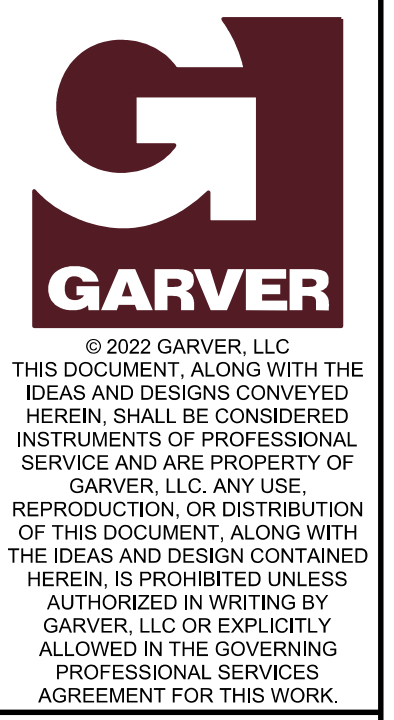 GARVER
© 2022 GARVER, LLC
THIS DOCUMENT, ALONG WITH THE
IDEAS AND DESIGNS CONVEYED
HEREIN, SHALL BE CONSIDERED
INSTRUMENTS OF PROFESSIONAL
SERVICE AND ARE PROPERTY OF
GARVER, LLC. ANY USE,
REPRODUCTION, OR DISTRIBUTION
OF THIS DOCUMENT, ALONG WITH
THE IDEAS AND DESIGN CONTAINED
HEREIN, IS PROHIBITED UNLESS
AUTHORIZED IN WRITING BY
GARVER, LLC OR EXPLICITLY
ALLOWED IN THE GOVERNING
PROFESSIONAL SERVICES
AGREEMENT FOR THIS WORK.